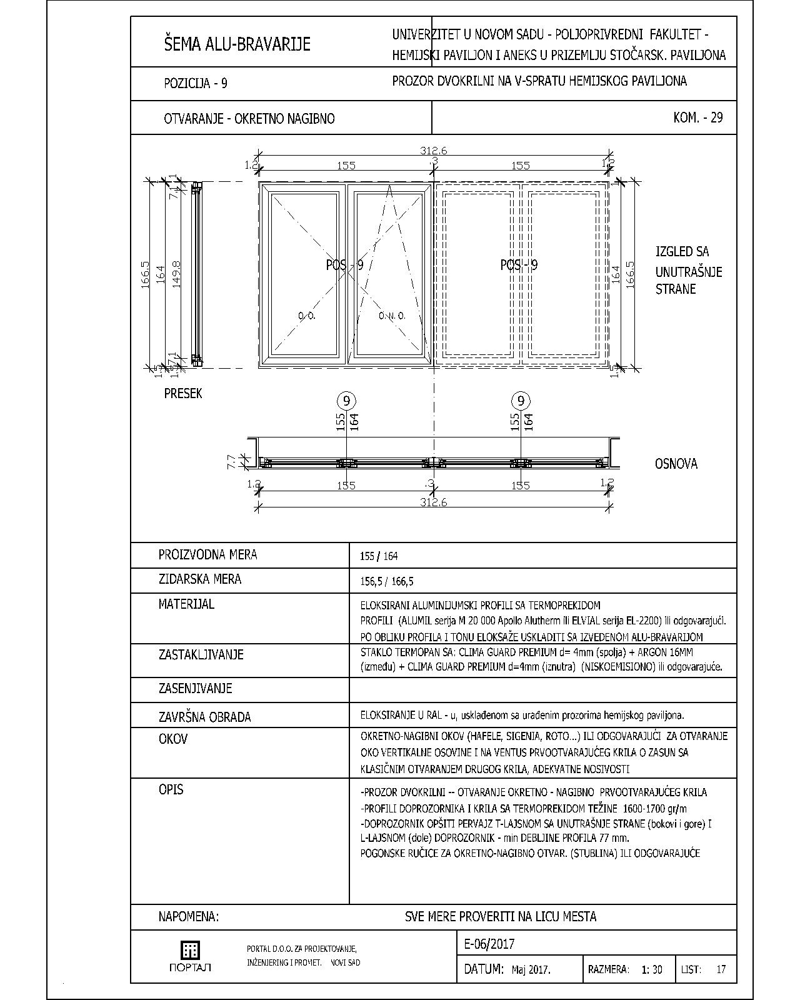 ŠEMA ALU-BRAVARIJE
UNIVERZITET U NOVOM SADU - POLJOPRIVREDNI FAKULTET -
HEMIJSKI PAVILJON I ANEKS U PRIZEMLJU STOČARSK. PAVILJONA
POZICIJA - 9
PROZOR DVOKRILNI NA V-SPRATU HEMIJSKOG PAVILJONA
OTVARANJE - OKRETNO NAGIBNO
KOM. - 29
312.6
1.2
155
.3
155
1.2
7.1
1
1
166.5
164
149.8
POS - 9
POS - 9
164
166.5
IZGLED SA
UNUTRAŠNJE
STRANE
O. O.
O. N. O.
7.1
1.5
1.5
1.5
PRESEK
9
9
155
164
155
164
7.7
OSNOVA
1.2
155
.3
155
1.2
312.6
PROIZVODNA MERA
155 / 164
ZIDARSKA MERA
156,5 / 166,5
MATERIJAL
ELOKSIRANI ALUMINIJUMSKI PROFILI SA TERMOPREKIDOM
PROFILI (ALUMIL serija M 20 000 Apollo Alutherm ili ELVIAL serija EL-2200) ili odgovarajući.
PO OBLIKU PROFILA I TONU ELOKSAŽE USKLADITI SA IZVEDENOM ALU-BRAVARIJOM
ZASTAKLJIVANJE
STAKLO TERMOPAN SA: CLIMA GUARD PREMIUM d= 4mm (spolja) + ARGON 16MM
(između) + CLIMA GUARD PREMIUM d=4mm (iznutra) (NISKOEMISIONO) ili odgovarajuće.
ZASENJIVANJE
ZAVRŠNA OBRADA
ELOKSIRANJE U RAL - u, usklađenom sa urađenim prozorima hemijskog paviljona.
OKOV
OKRETNO-NAGIBNI OKOV (HAFELE, SIGENIA, ROTO...) ILI ODGOVARAJUĆI ZA OTVARANJE
OKO VERTIKALNE OSOVINE I NA VENTUS PRVOOTVARAJUĆEG KRILA O ZASUN SA
KLASIČNIM OTVARANJEM DRUGOG KRILA, ADEKVATNE NOSIVOSTI
OPIS
-PROZOR DVOKRILNI -- OTVARANJE OKRETNO - NAGIBNO PRVOOTVARAJUĆEG KRILA
-PROFILI DOPROZORNIKA I KRILA SA TERMOPREKIDOM TEŽINE 1600-1700 gr/m
-DOPROZORNIK OPŠITI PERVAJZ T-LAJSNOM SA UNUTRAŠNJE STRANE (bokovi i gore) I
L-LAJSNOM (dole) DOPROZORNIK - min DEBLJINE PROFILA 77 mm.
POGONSKE RUČICE ZA OKRETNO-NAGIBNO OTVAR. (STUBLINA) ILI ODGOVARAJUĆE
NAPOMENA:
SVE MERE PROVERITI NA LICU MESTA
ПОРТАЛ
PORTAL D.O.O. ZA PROJEKTOVANJE,
INŽENJERING I PROMET. NOVI SAD
E-06/2017
DATUM: Maj 2017.
RAZMERA: 1: 30
LIST: 17